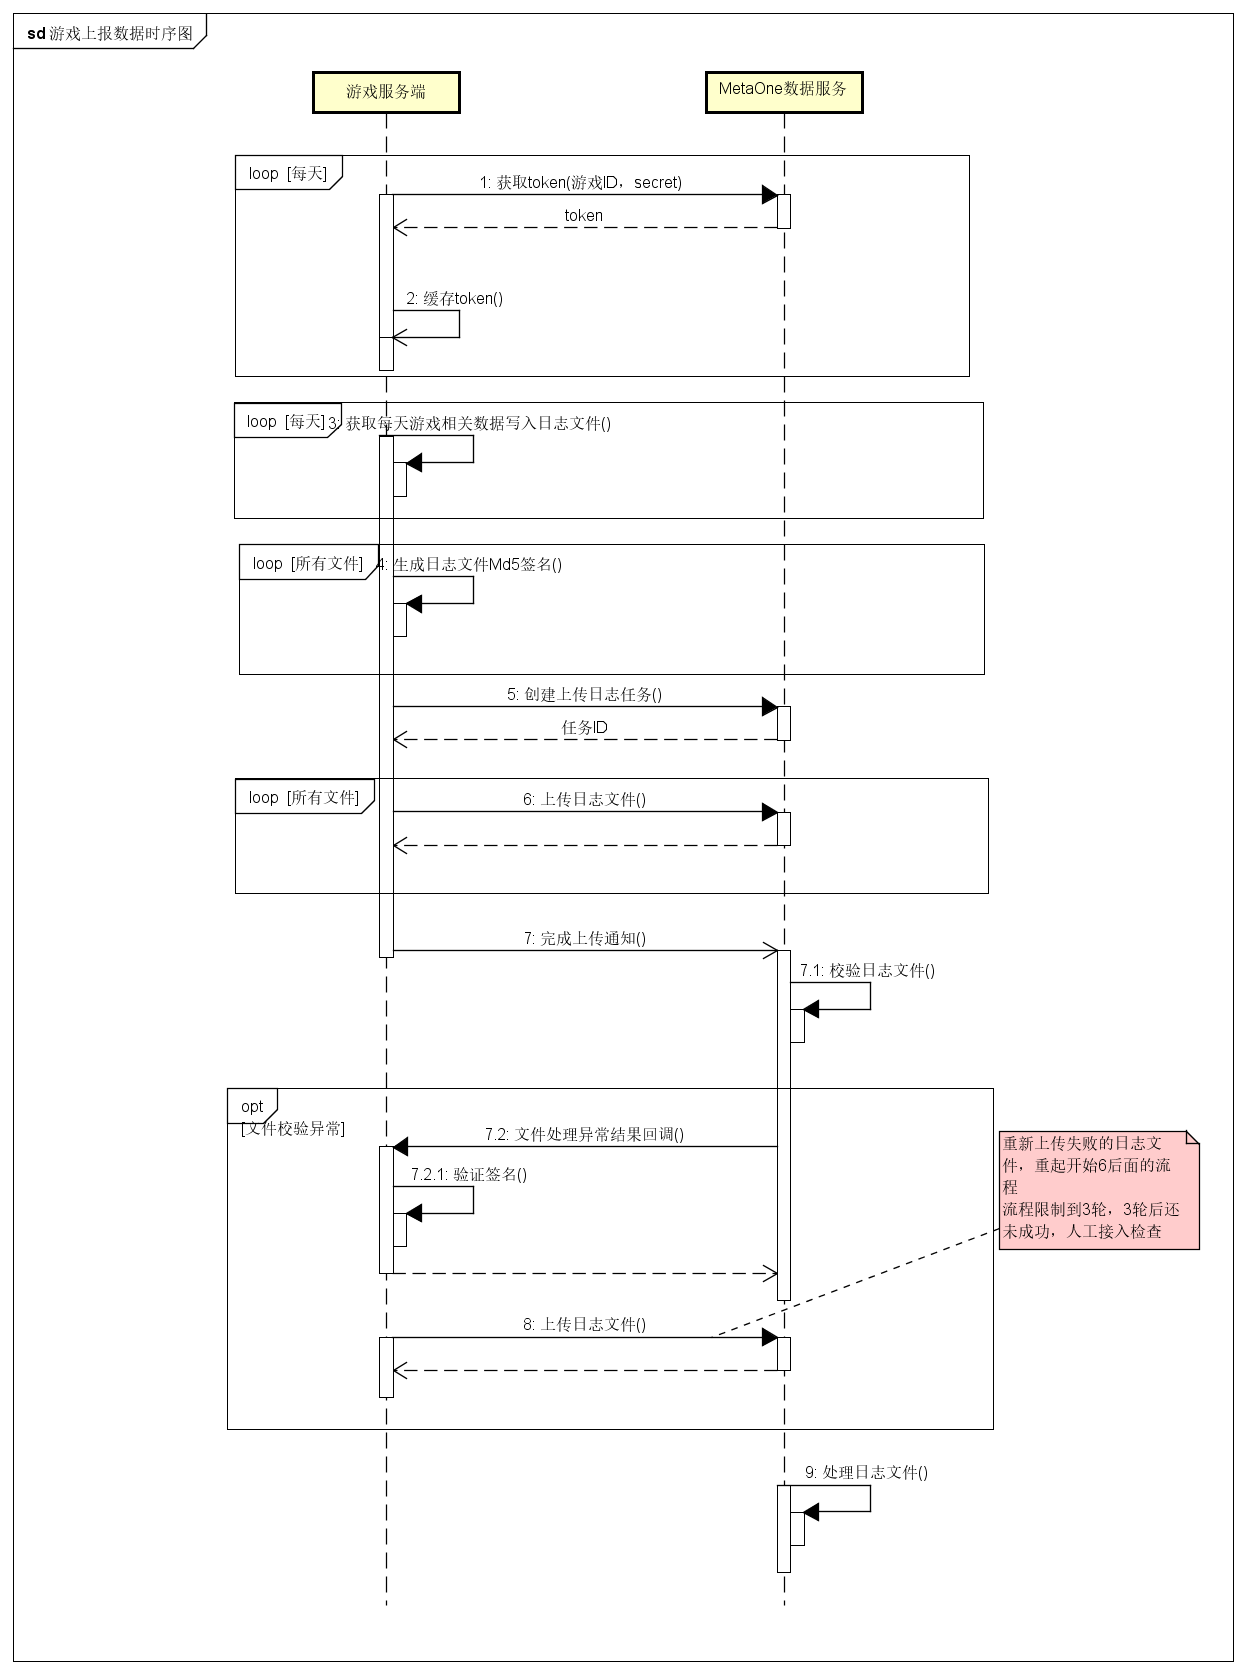 sd 游戏上报数据时序图
游戏服务端
MetaOne数据服务
loop [每天]
1: 获取token(游戏ID，secret)
token
2: 缓存token()
loop [每天]
3: 获取每天游戏相关数据写入日志文件()
loop [所有文件]
4: 生成日志文件Md5签名()
5: 创建上传日志任务()
任务ID
loop [所有文件]
6: 上传日志文件()
7: 完成上传通知()
7.1: 校验日志文件()
opt
[文件校验异常]
7.2: 文件处理异常结果回调()
重新上传失败的日志文
件，重起开始6后面的流
程
流程限制到3轮，3轮后还
未成功，人工接入检查
7.2.1: 验证签名()
8: 上传日志文件()
9: 处理日志文件()